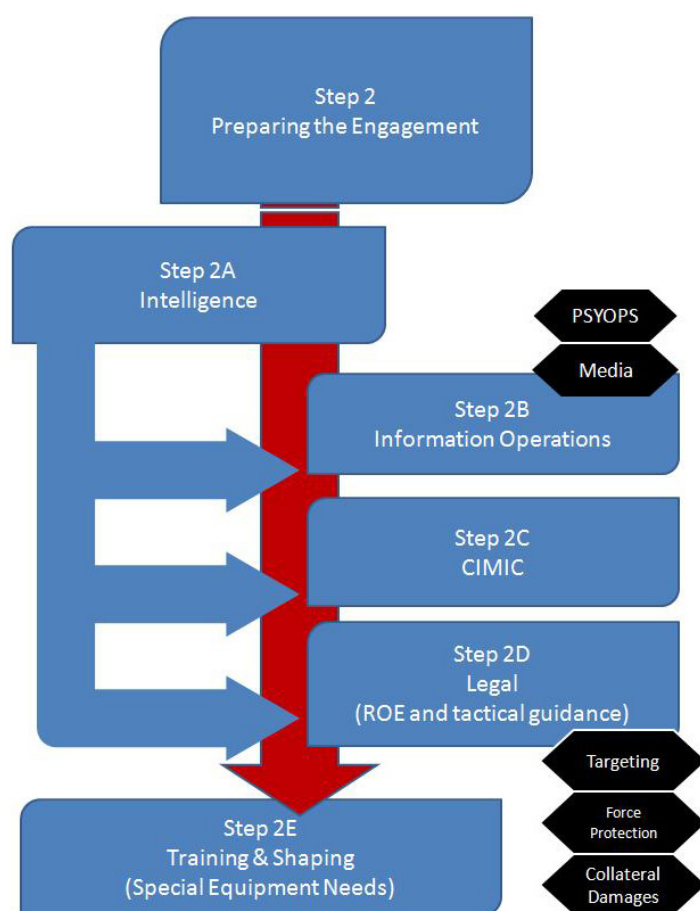 Step 2
Preparing the Engagement
Step 2A
Intelligence
PSYOPS
Media
Step 2B
Information Operations
Step 2C
CIMIC
Step 2D
Legal
(ROE and tactical guidance)
Targeting
Force
Protection
Collateral
Damages
Step 2E
Training & Shaping
(Special Equipment Needs)